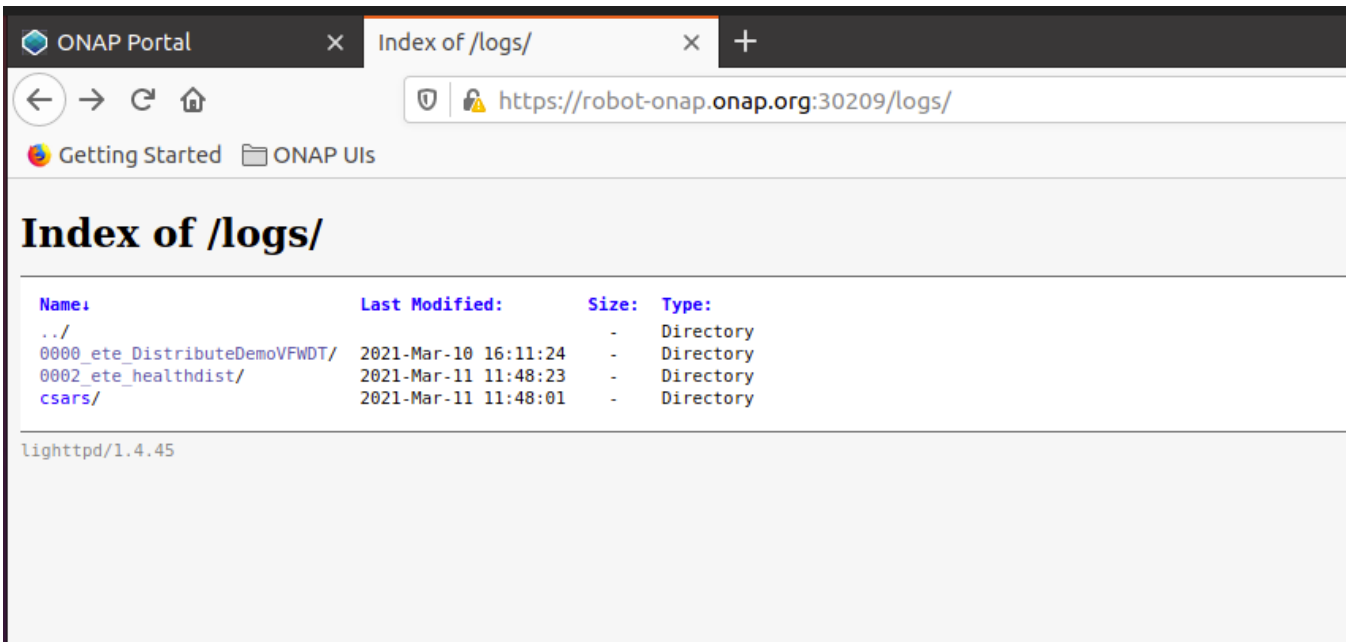 ONAP Portal × Index of /logs/ × +
https://robot-onap.onap.org:30209/logs/
Getting Started ONAP UIs
Index of /logs/
Name↓ Last Modified: Size: Type:
../ - Directory
0000_ete_DistributeDemoVFWDT/ 2021-Mar-10 16:11:24 - Directory
0002_ete_healthdist/ 2021-Mar-11 11:48:23 - Directory
csars/ 2021-Mar-11 11:48:01 - Directory
lighttpd/1.4.45